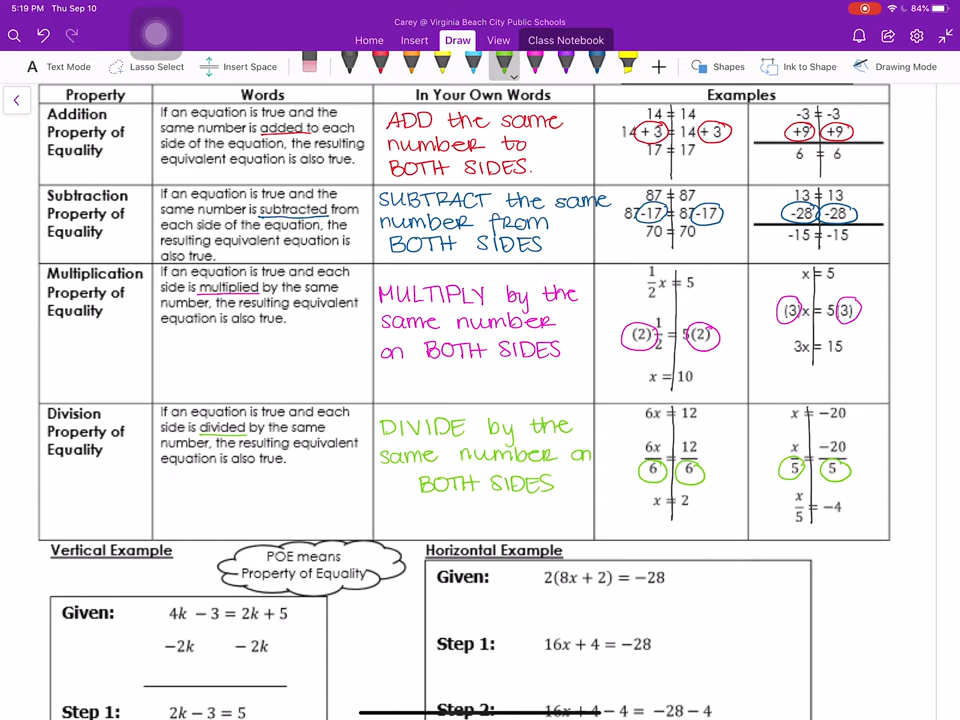 5:19 PM Thu Sep 10
Carey @ Virginia Beach City Public Schools
84%
Home Insert Draw View Class Notebook
A Text Mode Lasso Select Insert Space Shapes Ink to Shape Drawing Mode
Property Words In Your Own Words Examples
Addition
Property of
Equality
If an equation is true and the
same number is added to each
side of the equation, the resulting
equivalent equation is also true.
ADD the same
number to
BOTH SIDES.
14 = 14
14 + 3 = 14 + 3
17 = 17
-3 = -3
+9 +9
6 = 6
Subtraction
Property of
Equality
If an equation is true and the
same number is subtracted from
each side of the equation, the
resulting equivalent equation is
also true.
SUBTRACT the same
number from
BOTH SIDES
87 = 87
87 -17 = 87 -17
70 = 70
13 = 13
-28 -28
-15 = -15
Multiplication
Property of
Equality
If an equation is true and each
side is multiplied by the same
number, the resulting equivalent
equation is also true.
MULTIPLY by the
same number
on BOTH SIDES
1/2 x = 5
(2) 1/2 = 5(2)
x = 10
x = 5
(3)x = 5(3)
3x = 15
Division
Property of
Equality
If an equation is true and each
side is divided by the same
number, the resulting equivalent
equation is also true.
DIVIDE by the
same number on
BOTH SIDES
6x = 12
6x/6 = 12/6
x = 2
x = -20
x/5 = -20/5
x/5 = -4
Vertical Example
POE means
Property of Equality
Given: 4k - 3 = 2k + 5
-2k - 2k
Step 1: 2k - 3 = 5
Horizontal Example
Given: 2(8x + 2) = -28
Step 1: 16x + 4 = -28
Step 2: 16x + 4 - 4 = -28 - 4